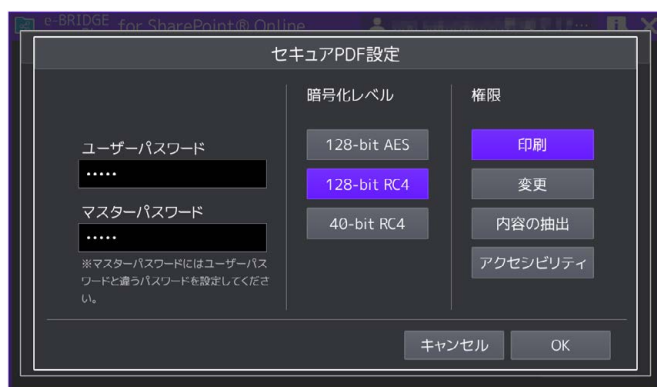 e-BRIDGE for SharePoint® Online
セキュアPDF設定
ユーザーパスワード
•••••
マスターパスワード
•••••
※マスターパスワードにはユーザーパス
ワードと違うパスワードを設定してくださ
い。
暗号化レベル
128-bit AES
128-bit RC4
40-bit RC4
権限
印刷
変更
内容の抽出
アクセシビリティ
キャンセル
OK